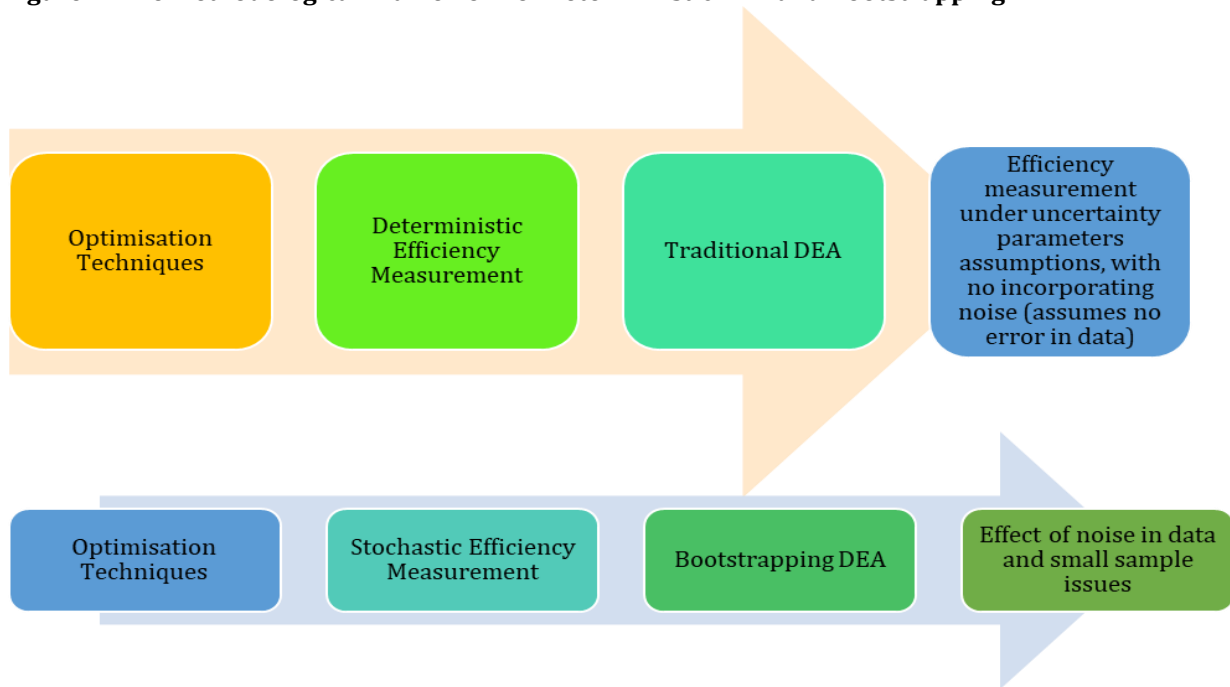 Optimisation
Techniques
Deterministic
Efficiency
Measurement
Traditional DEA
Efficiency
measurement
under uncertainty
parameters
assumptions, with
no incorporating
noise (assumes no
error in data)
Optimisation
Techniques
Stochastic Efficiency
Measurement
Bootstrapping DEA
Effect of noise in data
and small sample
issues